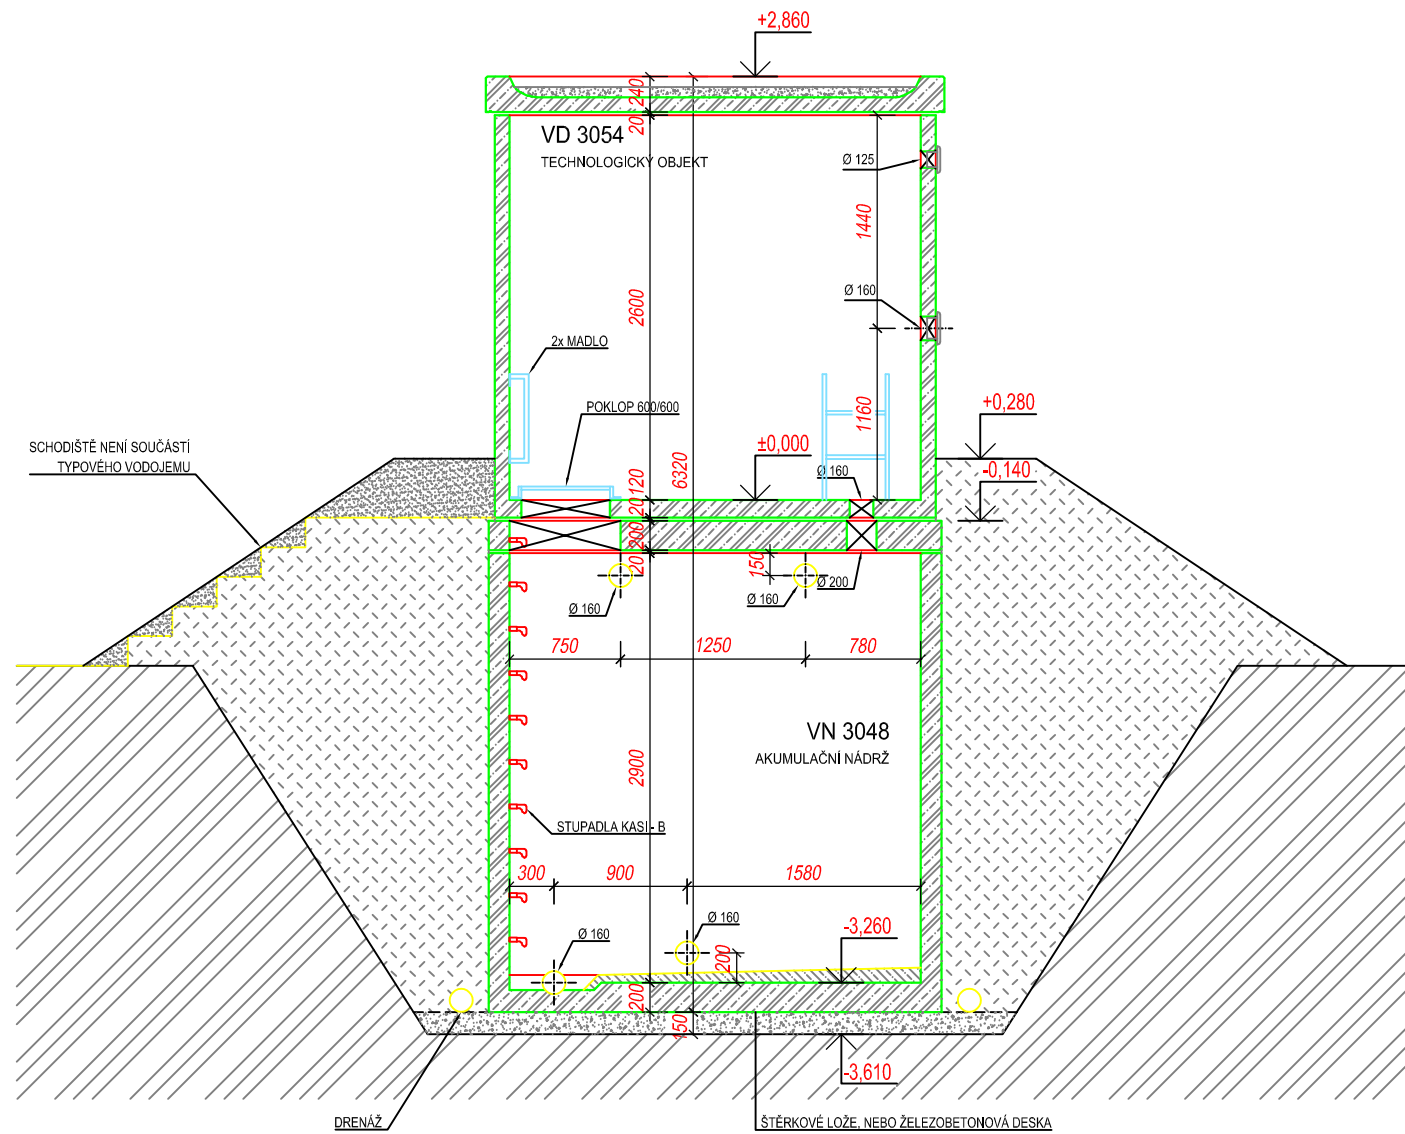 +2,860
240
20
VD 3054
TECHNOLOGICKÝ OBJEKT
Ø 125
1440
Ø 160
2600
2x MADLO
POKLOP 600/600
1160
+0,280
±0,000
-0,140
SCHODIŠTĚ NENÍ SOUČÁSTÍ
TYPOVÉHO VODOJEMU
6320
120
Ø 160
20
200
20
150
Ø 200
Ø 160
Ø 160
750
1250
780
VN 3048
AKUMULAČNÍ NÁDRŽ
2900
STUPADLA KASI - B
300
900
1580
Ø 160
Ø 160
-3,260
200
200
150
-3,610
DRENÁŽ
ŠTĚRKOVÉ LOŽE, NEBO ŽELEZOBETONOVÁ DESKA